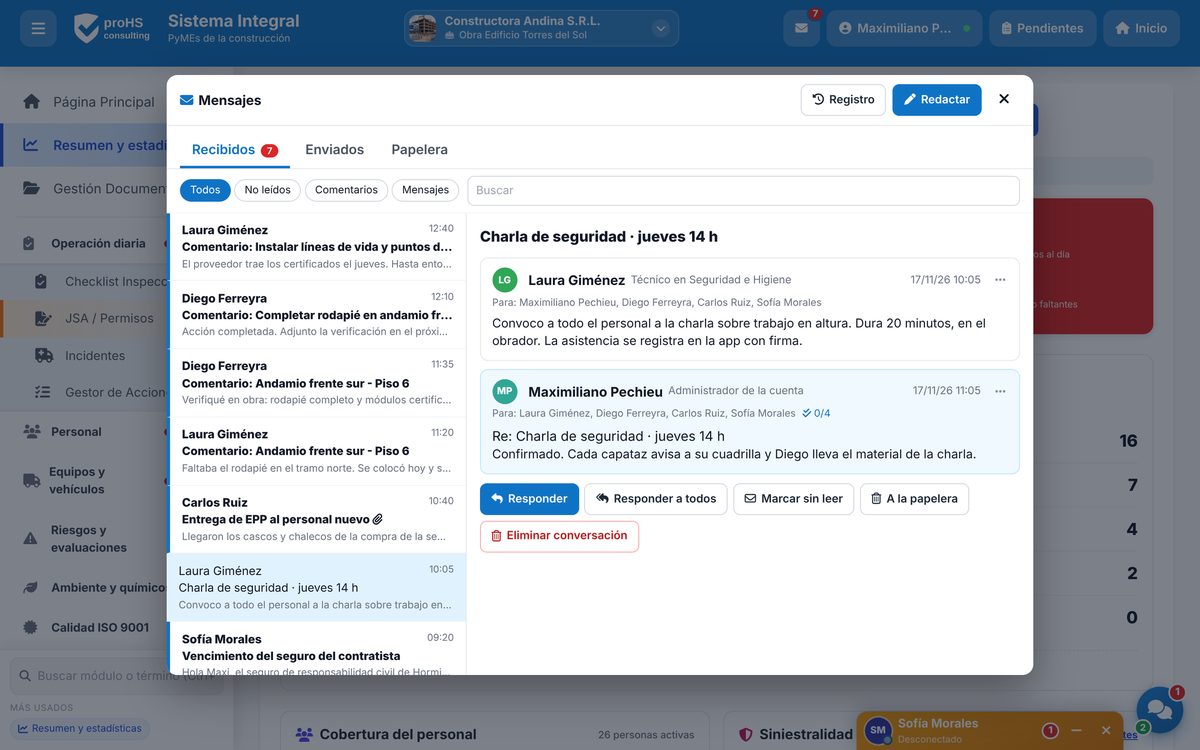 proHS
consulting
Sistema Integral
PyMEs de la construcción
Constructora Andina S.R.L.
Obra Edificio Torres del Sol
7
Maximiliano P...
Pendientes
Inicio
Página Principal
Resumen y estadí
Gestión Documen
Operación diaria
Checklist Inspecc
JSA / Permisos
Incidentes
Gestor de Accion
Personal
Equipos y
vehículos
Riesgos y
evaluaciones
Ambiente y químico
Calidad ISO 9001
Buscar módulo o término (Ctrl+
MÁS USADOS
Resumen y estadísticas
Mensajes
Registro
Redactar
Recibidos 7
Enviados
Papelera
Todos
No leídos
Comentarios
Mensajes
Buscar
Laura Giménez 12:40
Comentario: Instalar líneas de vida y puntos d...
El proveedor trae los certificados el jueves. Hasta ento...
Diego Ferreyra 12:10
Comentario: Completar rodapié en andamio fr...
Acción completada. Adjunto la verificación en el próxi...
Diego Ferreyra 11:35
Comentario: Andamio frente sur - Piso 6
Verifiqué en obra: rodapié completo y módulos certific...
Laura Giménez 11:20
Comentario: Andamio frente sur - Piso 6
Faltaba el rodapié en el tramo norte. Se colocó hoy y s...
Carlos Ruiz 10:40
Entrega de EPP al personal nuevo
Llegaron los cascos y chalecos de la compra de la se...
Laura Giménez 10:05
Charla de seguridad · jueves 14 h
Convoco a todo el personal a la charla sobre trabajo en...
Sofía Morales 09:20
Vencimiento del seguro del contratista
Hola Maxi, el seguro de responsabilidad civil de Hormi...
Charla de seguridad · jueves 14 h
LG
Laura Giménez Técnico en Seguridad e Higiene 17/11/26 10:05 ···
Para: Maximiliano Pechieu, Diego Ferreyra, Carlos Ruiz, Sofía Morales
Convoco a todo el personal a la charla sobre trabajo en altura. Dura 20 minutos, en el
obrador. La asistencia se registra en la app con firma.
MP
Maximiliano Pechieu Administrador de la cuenta 17/11/26 11:05 ···
Para: Laura Giménez, Diego Ferreyra, Carlos Ruiz, Sofía Morales 0/4
Re: Charla de seguridad · jueves 14 h
Confirmado. Cada capataz avisa a su cuadrilla y Diego lleva el material de la charla.
Responder
Responder a todos
Marcar sin leer
A la papelera
Eliminar conversación
os al día
faltantes
16
7
4
2
0
Cobertura del personal
26 personas activas
Siniestralidad
SM
Sofía Morales
Desconectado
1
tes
2
1